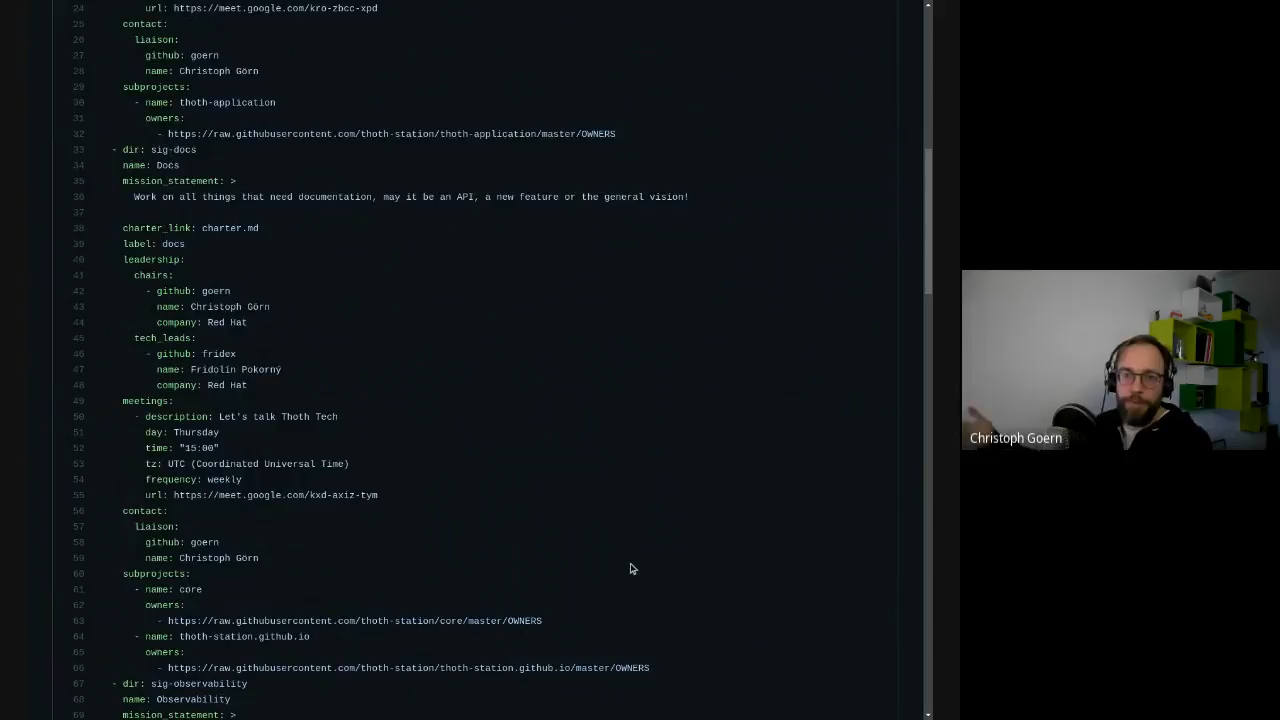 24 url: https://meet.google.com/kro-zbcc-xpd
25 contact:
26 liaison:
27 github: goern
28 name: Christoph Görn
29 subprojects:
30 - name: thoth-application
31 owners:
32 - https://raw.githubusercontent.com/thoth-station/thoth-application/master/OWNERS
33 - dir: sig-docs
34 name: Docs
35 mission_statement: >
36 Work on all things that need documentation, may it be an API, a new feature or the general vision!
37
38 charter_link: charter.md
39 label: docs
40 leadership:
41 chairs:
42 - github: goern
43 name: Christoph Görn
44 company: Red Hat
45 tech_leads:
46 - github: fridex
47 name: Fridolín Pokorný
48 company: Red Hat
49 meetings:
50 - description: Let's talk Thoth Tech
51 day: Thursday
52 time: "15:00"
53 tz: UTC (Coordinated Universal Time)
54 frequency: weekly
55 url: https://meet.google.com/kxd-axiz-tym
56 contact:
57 liaison:
58 github: goern
59 name: Christoph Görn
60 subprojects:
61 - name: core
62 owners:
63 - https://raw.githubusercontent.com/thoth-station/core/master/OWNERS
64 - name: thoth-station.github.io
65 owners:
66 - https://raw.githubusercontent.com/thoth-station/thoth-station.github.io/master/OWNERS
67 - dir: sig-observability
68 name: Observability
69 mission_statement: >
Christoph Goern